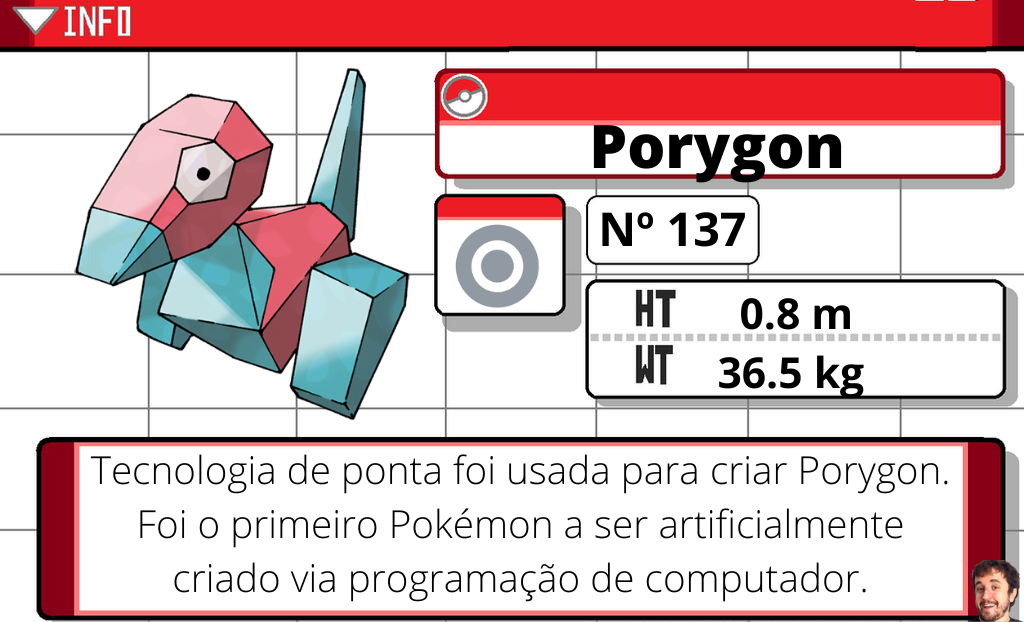 INFO
Porygon
Nº 137
HT 0.8 m
WT 36.5 kg
Tecnologia de ponta foi usada para criar Porygon.
Foi o primeiro Pokémon a ser artificialmente
criado via programação de computador.